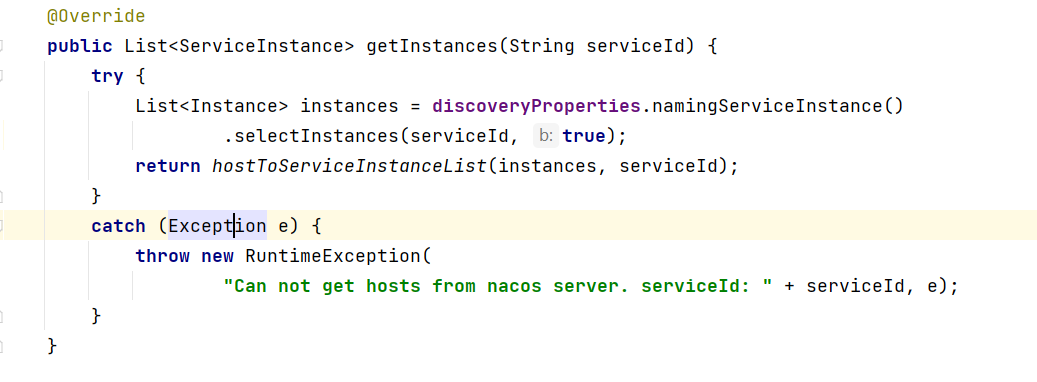 @Override
public List<ServiceInstance> getInstances(String serviceId) {
try {
List<Instance> instances = discoveryProperties.namingServiceInstance()
.selectInstances(serviceId, b: true);
return hostToServiceInstanceList(instances, serviceId);
}
catch (Exception e) {
throw new RuntimeException(
"Can not get hosts from nacos server. serviceId: " + serviceId, e);
}
}